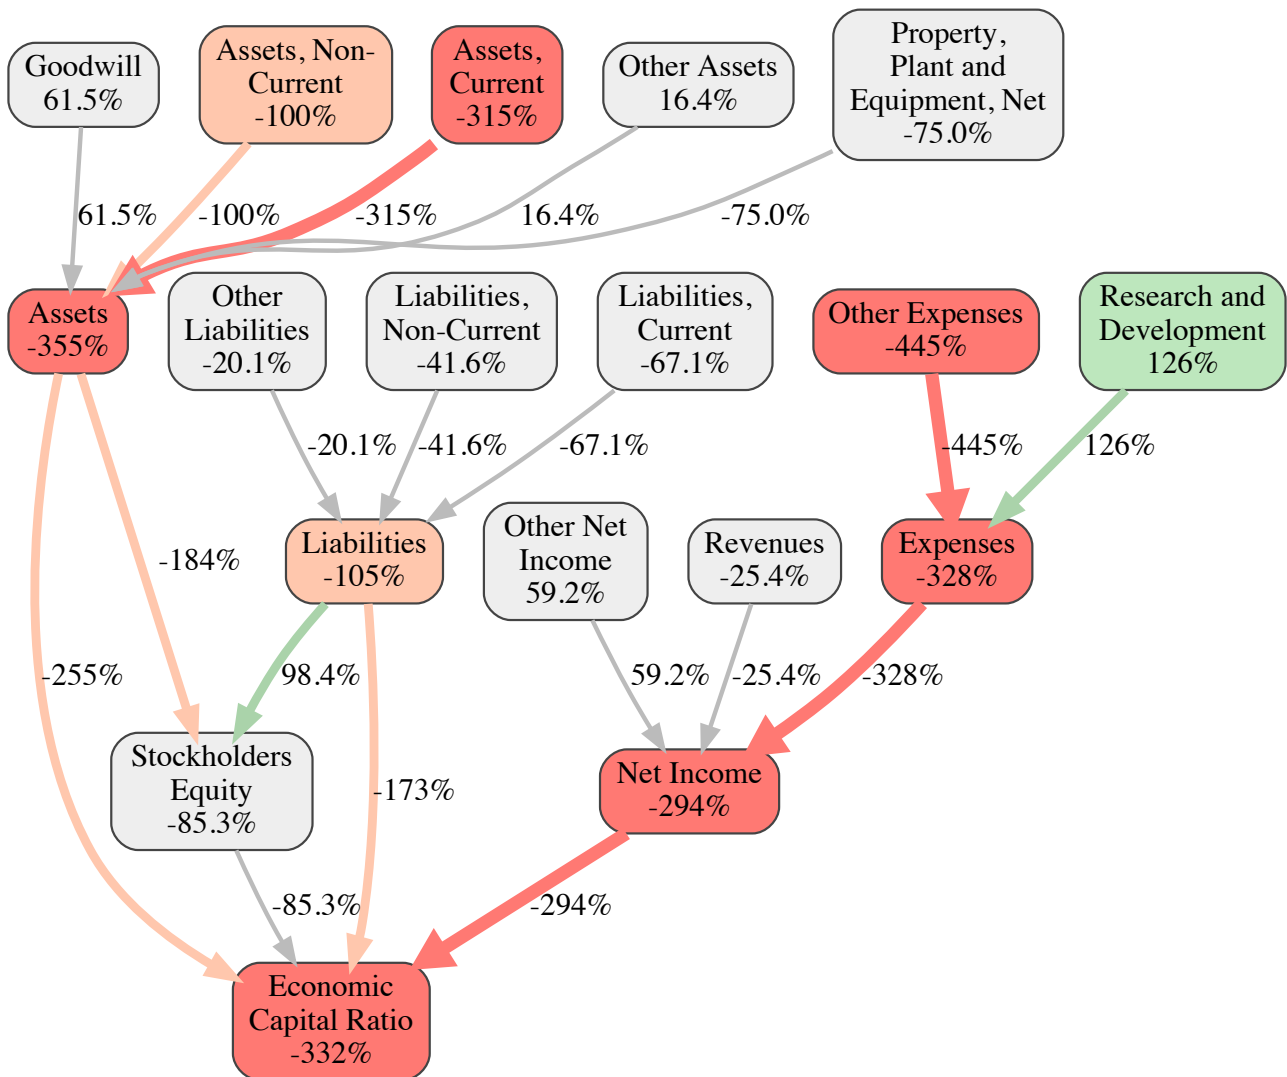 Goodwill
61.5%
Assets, Non-
Current
-100%
Assets,
Current
-315%
Other Assets
16.4%
Property,
Plant and
Equipment, Net
-75.0%
61.5%
-100%
-315%
16.4%
-75.0%
Assets
-355%
Other
Liabilities
-20.1%
Liabilities,
Non-Current
-41.6%
Liabilities,
Current
-67.1%
Other Expenses
-445%
Research and
Development
126%
-20.1%
-41.6%
-67.1%
-445%
126%
-184%
Liabilities
-105%
Other Net
Income
59.2%
Revenues
-25.4%
Expenses
-328%
-255%
98.4%
59.2%
-25.4%
-328%
Stockholders
Equity
-85.3%
-173%
Net Income
-294%
-85.3%
-294%
Economic
Capital Ratio
-332%